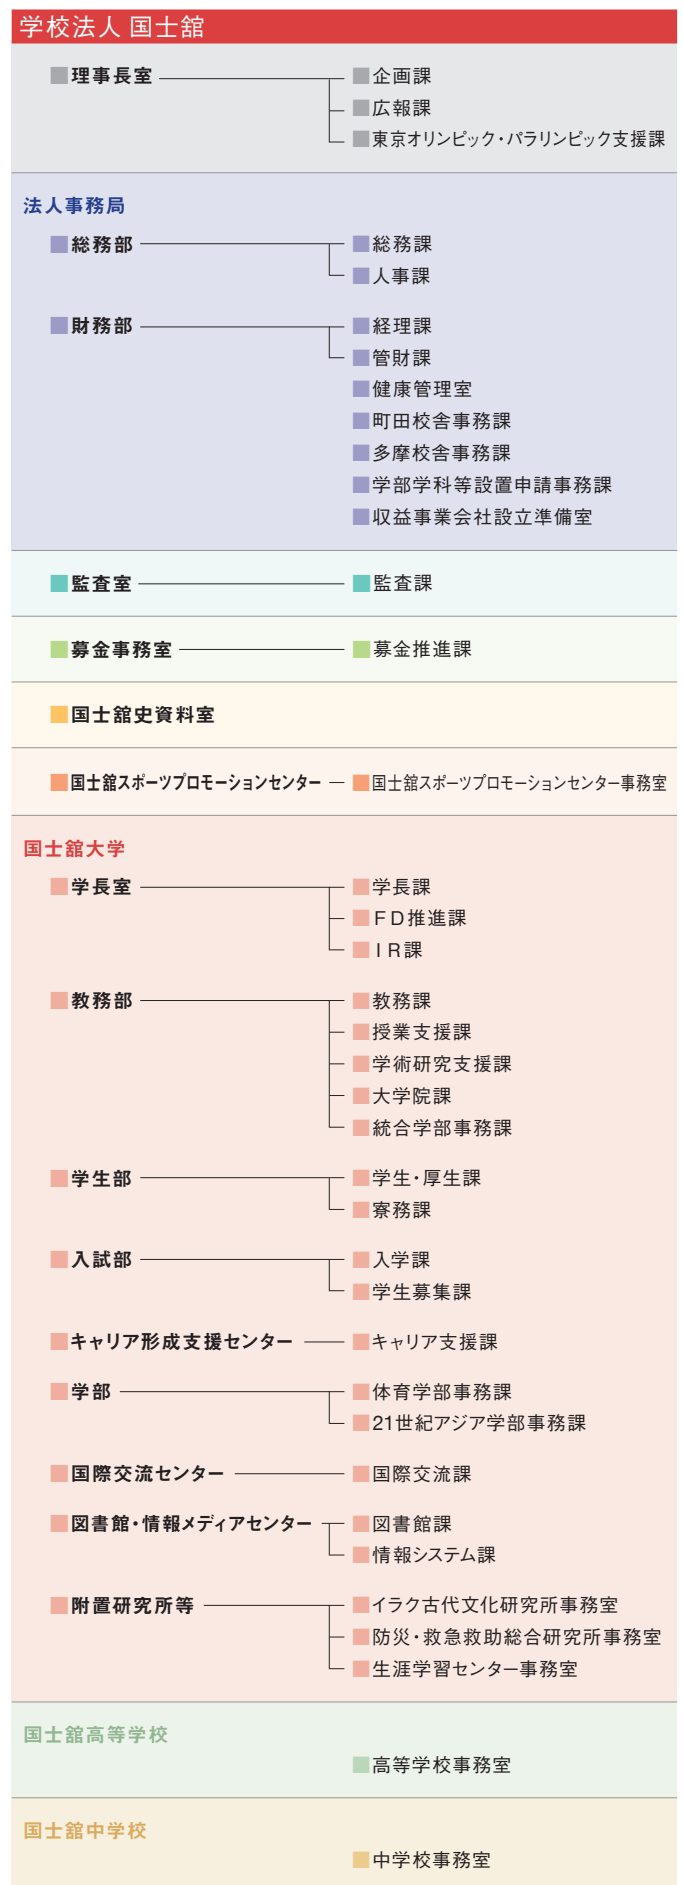 学校法人 国士舘
理事長室 企画課
広報課
東京オリンピック・パラリンピック支援課
法人事務局
総務部 総務課
人事課
財務部 経理課
管財課
健康管理室
町田校舎事務課
多摩校舎事務課
学部学科等設置申請事務課
収益事業会社設立準備室
監査室 監査課
募金事務室 募金推進課
国士舘史資料室
国士舘スポーツプロモーションセンター 国士舘スポーツプロモーションセンター事務室
国士舘大学
学長室 学長課
ＦＤ推進課
ＩＲ課
教務部 教務課
授業支援課
学術研究支援課
大学院課
統合学部事務課
学生部 学生・厚生課
寮務課
入試部 入学課
学生募集課
キャリア形成支援センター キャリア支援課
学部 体育学部事務課
21世紀アジア学部事務課
国際交流センター 国際交流課
図書館・情報メディアセンター 図書館課
情報システム課
附置研究所等 イラク古代文化研究所事務室
防災・救急救助総合研究所事務室
生涯学習センター事務室
国士舘高等学校
高等学校事務室
国士舘中学校
中学校事務室